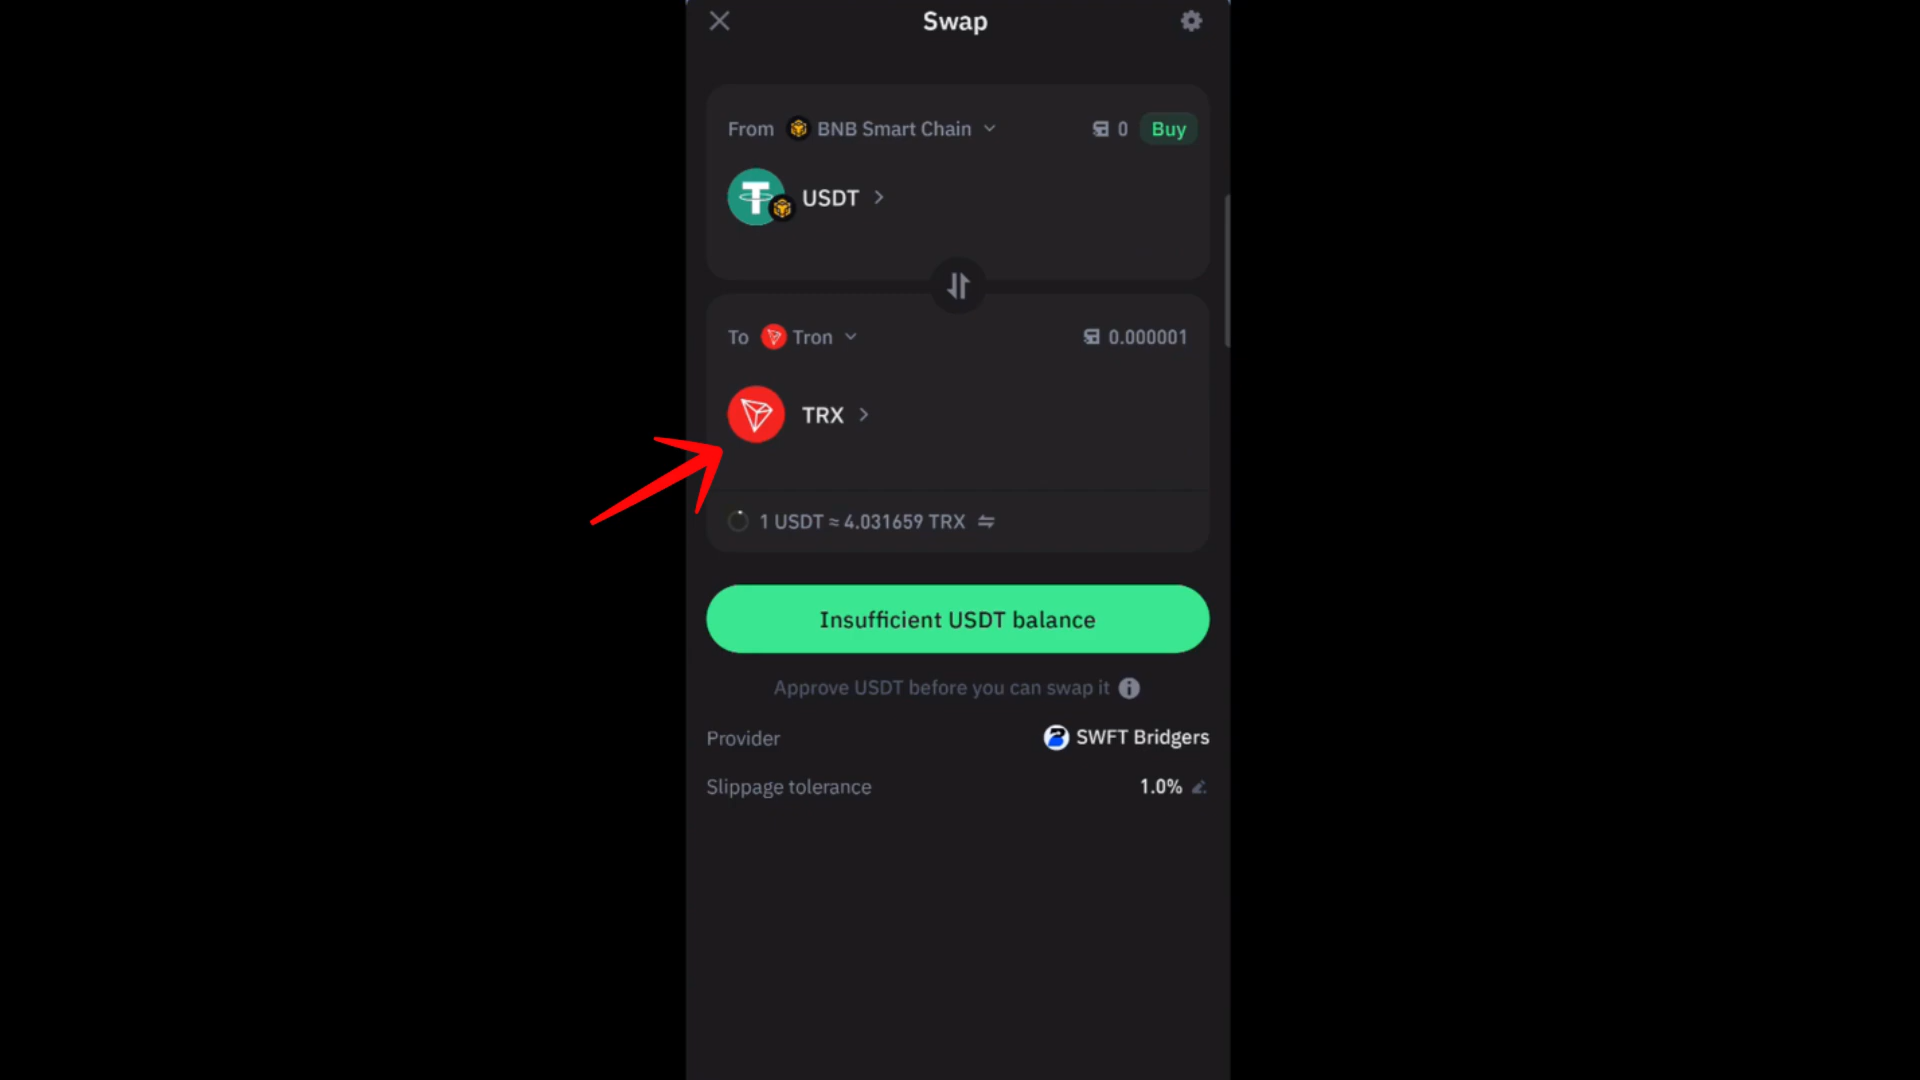 Swap
From BNB Smart Chain 0 Buy
USDT
To Tron 0.000001
TRX
1 USDT ≈ 4.031659 TRX
Insufficient USDT balance
Approve USDT before you can swap it
Provider SWFT Bridgers
Slippage tolerance 1.0%